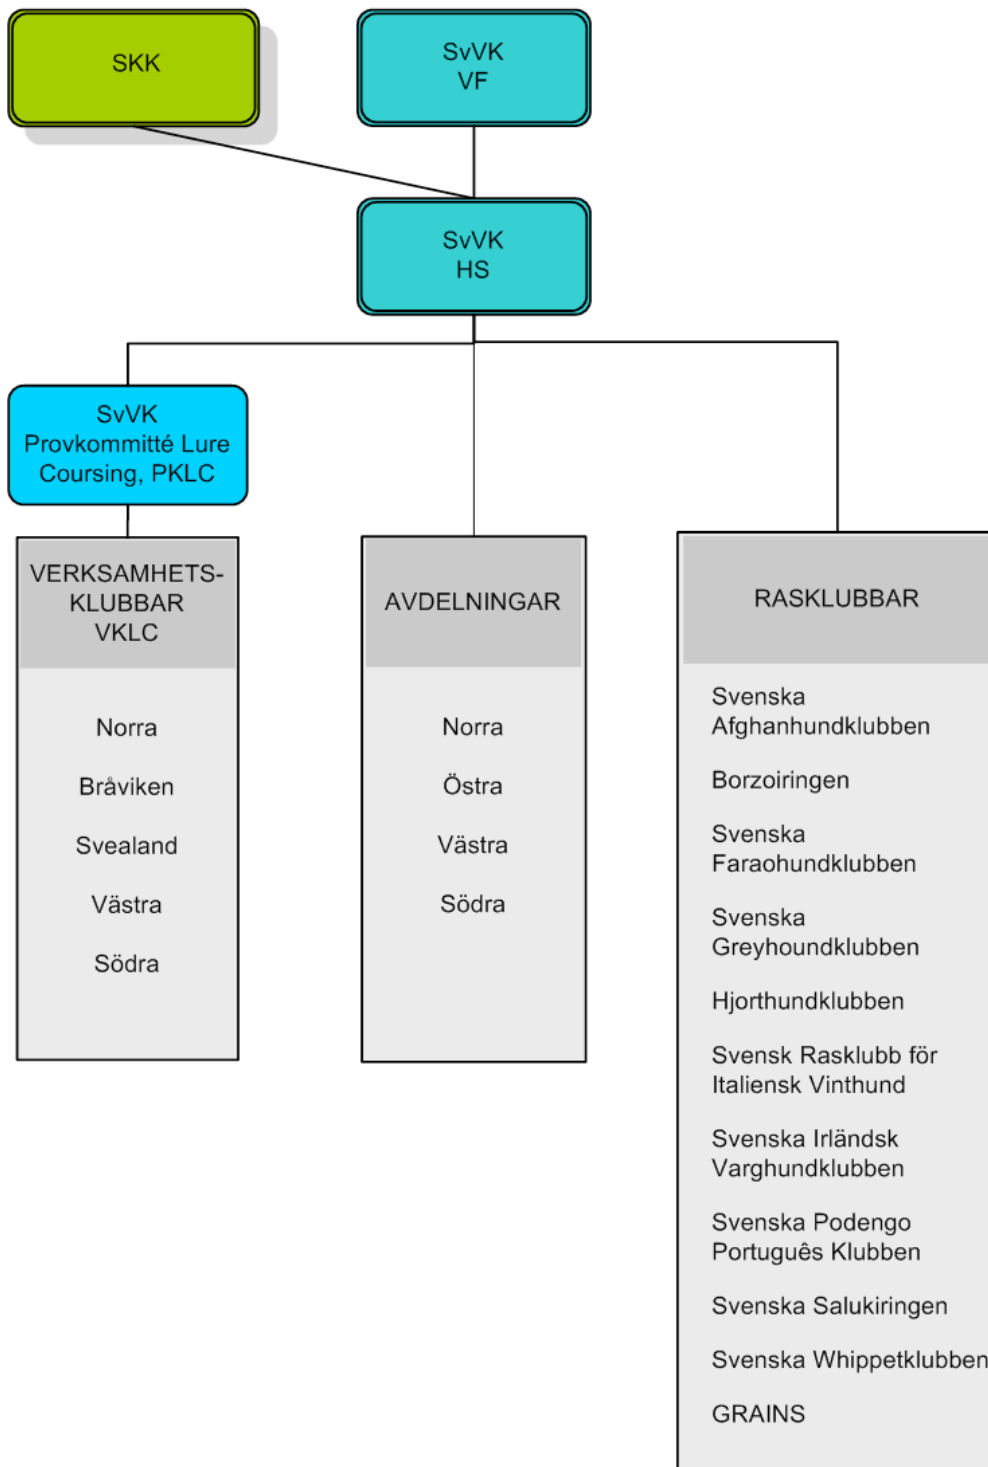 SKK
SvVK
VF
SvVK
HS
SvVK
Provkommitté Lure
Coursing, PKLC
VERKSAMHETS-
KLUBBAR
VKLC
Norra
Bråviken
Svealand
Västra
Södra
AVDELNINGAR
Norra
Östra
Västra
Södra
RASKLUBBAR
Svenska
Afghanhundklubben
Borzoiringen
Svenska
Faraohundklubben
Svenska
Greyhoundklubben
Hjorthundklubben
Svensk Rasklubb för
Italiensk Vinthund
Svenska Irländsk
Varghundklubben
Svenska Podengo
Português Klubben
Svenska Salukiringen
Svenska Whippetklubben
GRAINS